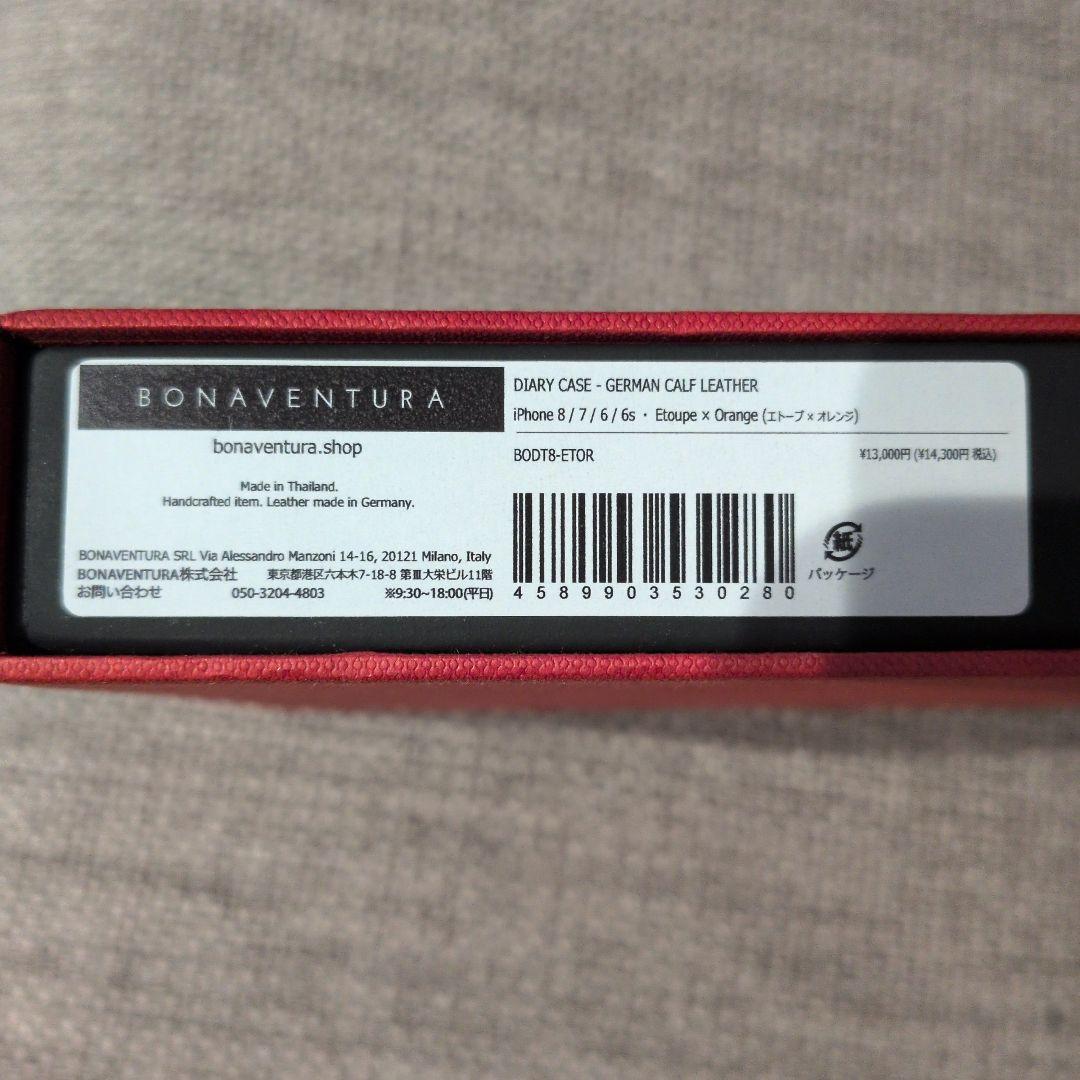 BONAVENTURA
bonaventura.shop
Made in Thailand.
Handcrafted item. Leather made in Germany.
BONAVENTURA SRL Via Alessandro Manzoni 14-16, 20121 Milano, Italy
BONAVENTURA株式会社 東京都港区六本木7-18-8 第Ⅲ大栄ビル11階
お問い合わせ 050-3204-4803 ※9:30~18:00(平日)
DIARY CASE - GERMAN CALF LEATHER
iPhone 8 / 7 / 6 / 6s ・ Etoupe × Orange (エトープ × オレンジ)
BODT8-ETOR ¥13,000円 (¥14,300円 税込)
4589903530280
紙
パッケージ